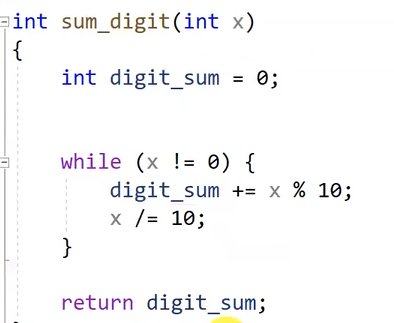 int sum_digit(int x)
{
    int digit_sum = 0;
    while (x != 0) {
        digit_sum += x % 10;
        x /= 10;
    }
    return digit_sum;